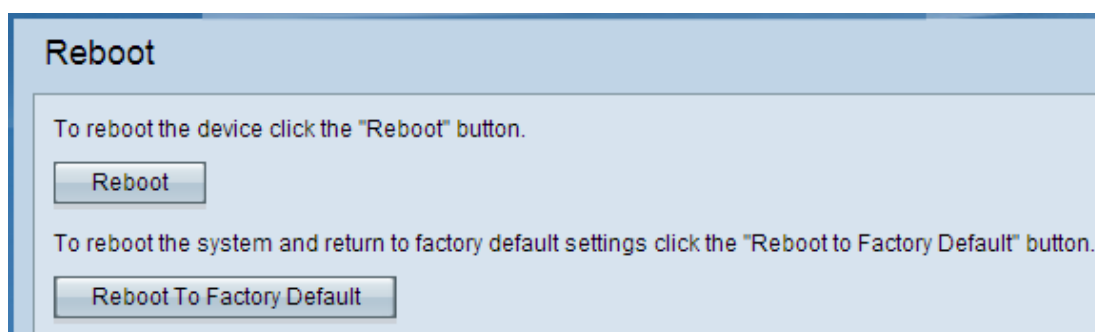 Reboot
To reboot the device click the "Reboot" button.
Reboot
To reboot the system and return to factory default settings click the "Reboot to Factory Default" button.
Reboot To Factory Default